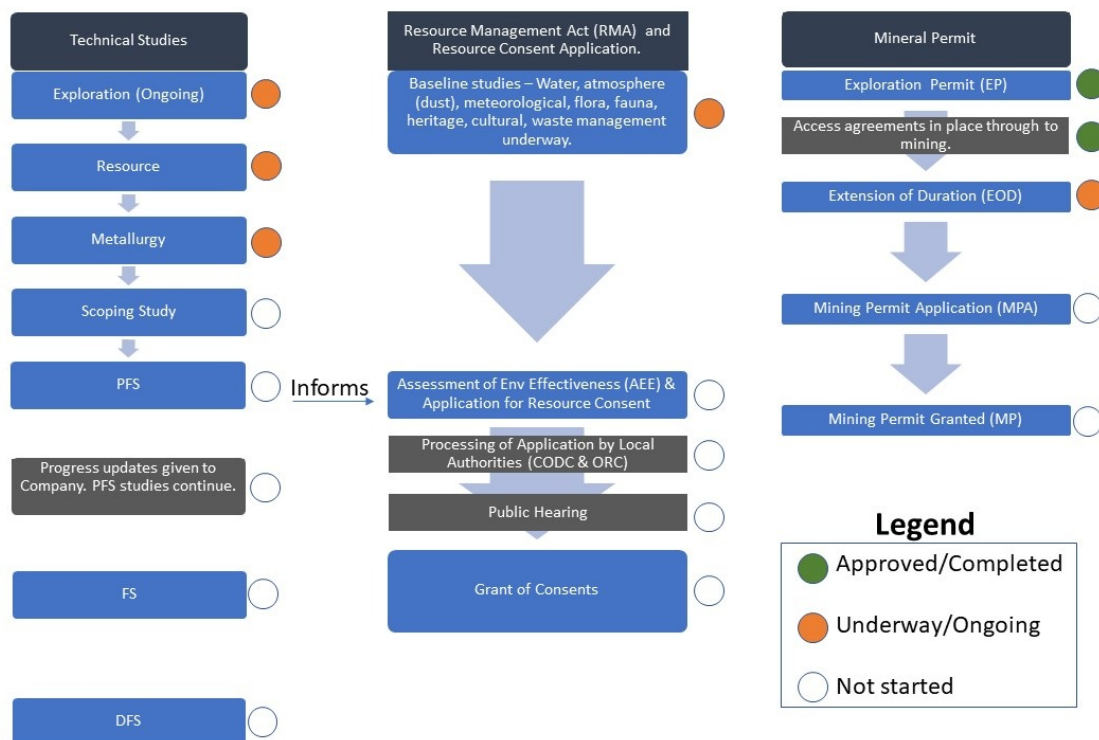 Technical Studies
Exploration (Ongoing)
Resource
Metallurgy
Scoping Study
PFS
Progress updates given to
Company. PFS studies continue.
FS
DFS
Informs
Resource Management Act (RMA) and
Resource Consent Application.
Baseline studies – Water, atmosphere
(dust), meteorological, flora, fauna,
heritage, cultural, waste management
underway.
Assessment of Env Effectiveness (AEE) &
Application for Resource Consent
Processing of Application by Local
Authorities (CODC & ORC)
Public Hearing
Grant of Consents
Mineral Permit
Exploration Permit (EP)
Access agreements in place through to
mining.
Extension of Duration (EOD)
Mining Permit Application (MPA)
Mining Permit Granted (MP)
Legend
Approved/Completed
Underway/Ongoing
Not started